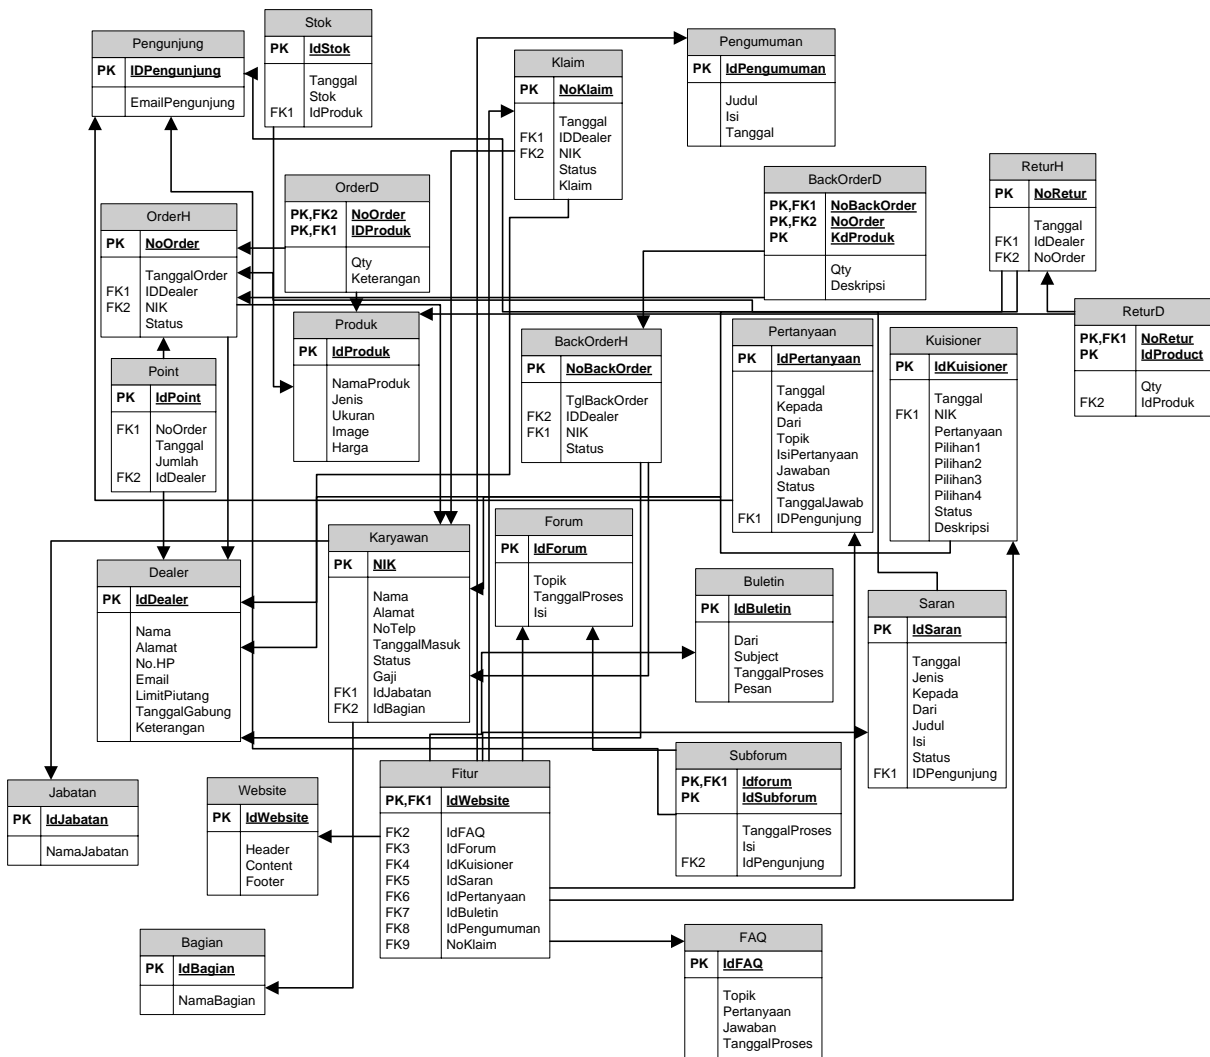 Stok
PK IdStok
Tanggal
Stok
FK1 IdProduk
Pengunjung
PK IDPengunjung
EmailPengunjung
Pengumuman
PK IdPengumuman
Judul
Isi
Tanggal
Klaim
PK NoKlaim
Tanggal
FK1 IDDealer
FK2 NIK
Status
Klaim
OrderD
PK,FK2 NoOrder
PK,FK1 IDProduk
Qty
Keterangan
BackOrderD
PK,FK1 NoBackOrder
PK,FK2 NoOrder
PK KdProduk
Qty
Deskripsi
ReturH
PK NoRetur
Tanggal
FK1 IdDealer
FK2 NoOrder
OrderH
PK NoOrder
TanggalOrder
FK1 IDDealer
FK2 NIK
Status
Produk
PK IdProduk
NamaProduk
Jenis
Ukuran
Image
Harga
BackOrderH
PK NoBackOrder
TglBackOrder
FK2 IDDealer
FK1 NIK
Status
Pertanyaan
PK IdPertanyaan
Tanggal
Kepada
Dari
Topik
IsiPertanyaan
Jawaban
Status
TanggalJawab
FK1 IDPengunjung
Kuisioner
PK IdKuisioner
Tanggal
FK1 NIK
Pertanyaan
Pilihan1
Pilihan2
Pilihan3
Pilihan4
Status
Deskripsi
ReturD
PK,FK1 NoRetur
PK IdProduct
Qty
FK2 IdProduk
Point
PK IdPoint
FK1 NoOrder
Tanggal
Jumlah
FK2 IdDealer
Karyawan
PK NIK
Nama
Alamat
NoTelp
TanggalMasuk
Status
Gaji
FK1 IdJabatan
FK2 IdBagian
Forum
PK IdForum
Topik
TanggalProses
Isi
Dealer
PK IdDealer
Nama
Alamat
No.HP
Email
LimitPiutang
TanggalGabung
Keterangan
Buletin
PK IdBuletin
Dari
Subject
TanggalProses
Pesan
Saran
PK IdSaran
Tanggal
Jenis
Kepada
Dari
Judul
Isi
Status
FK1 IDPengunjung
Jabatan
PK IdJabatan
NamaJabatan
Website
PK IdWebsite
Header
Content
Footer
Fitur
PK,FK1 IdWebsite
FK2 IdFAQ
FK3 IdForum
FK4 IdKuisioner
FK5 IdSaran
FK6 IdPertanyaan
FK7 IdBuletin
FK8 IdPengumuman
FK9 NoKlaim
Subforum
PK,FK1 Idforum
PK IdSubforum
TanggalProses
Isi
FK2 IdPengunjung
Bagian
PK IdBagian
NamaBagian
FAQ
PK IdFAQ
Topik
Pertanyaan
Jawaban
TanggalProses